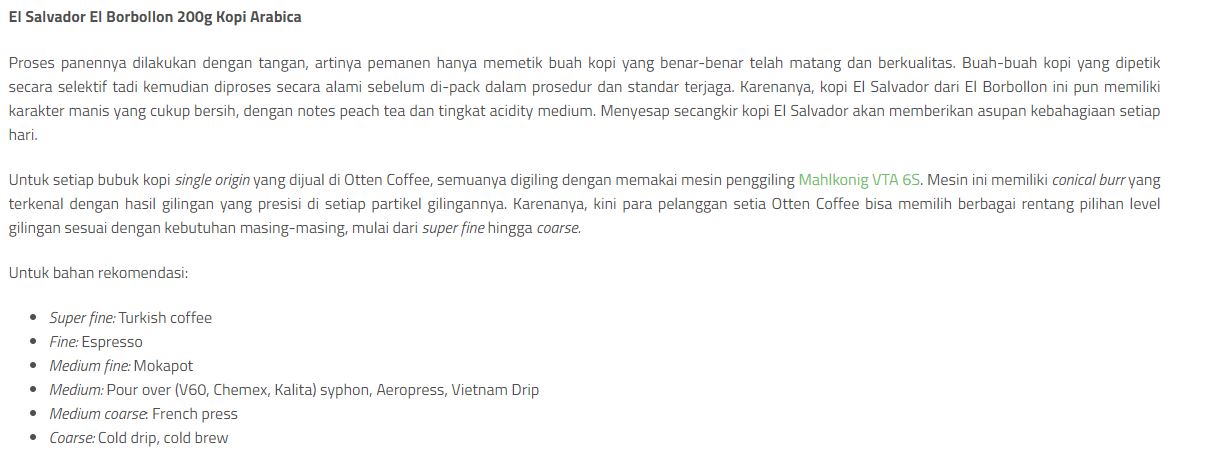 El Salvador El Borbollon 200g Kopi Arabica
Proses panennya dilakukan dengan tangan, artinya pemanen hanya memetik buah kopi yang benar-benar telah matang dan berkualitas. Buah-buah kopi yang dipetik
secara selektif tadi kemudian diproses secara alami sebelum di-pack dalam prosedur dan standar terjaga. Karenanya, kopi El Salvador dari El Borbollon ini pun memiliki
karakter manis yang cukup bersih, dengan notes peach tea dan tingkat acidity medium. Menyesap secangkir kopi El Salvador akan memberikan asupan kebahagiaan setiap
hari.
Untuk setiap bubuk kopi single origin yang dijual di Otten Coffee, semuanya digiling dengan memakai mesin penggiling Mahlkonig VTA 6S. Mesin ini memiliki conical burr yang
terkenal dengan hasil gilingan yang presisi di setiap partikel gilingannya. Karenanya, kini para pelanggan setia Otten Coffee bisa memilih berbagai rentang pilihan level
gilingan sesuai dengan kebutuhan masing-masing, mulai dari super fine hingga coarse.
Untuk bahan rekomendasi:
• Super fine: Turkish coffee
• Fine: Espresso
• Medium fine: Mokapot
• Medium: Pour over (V60, Chemex, Kalita) syphon, Aeropress, Vietnam Drip
• Medium coarse: French press
• Coarse: Cold drip, cold brew